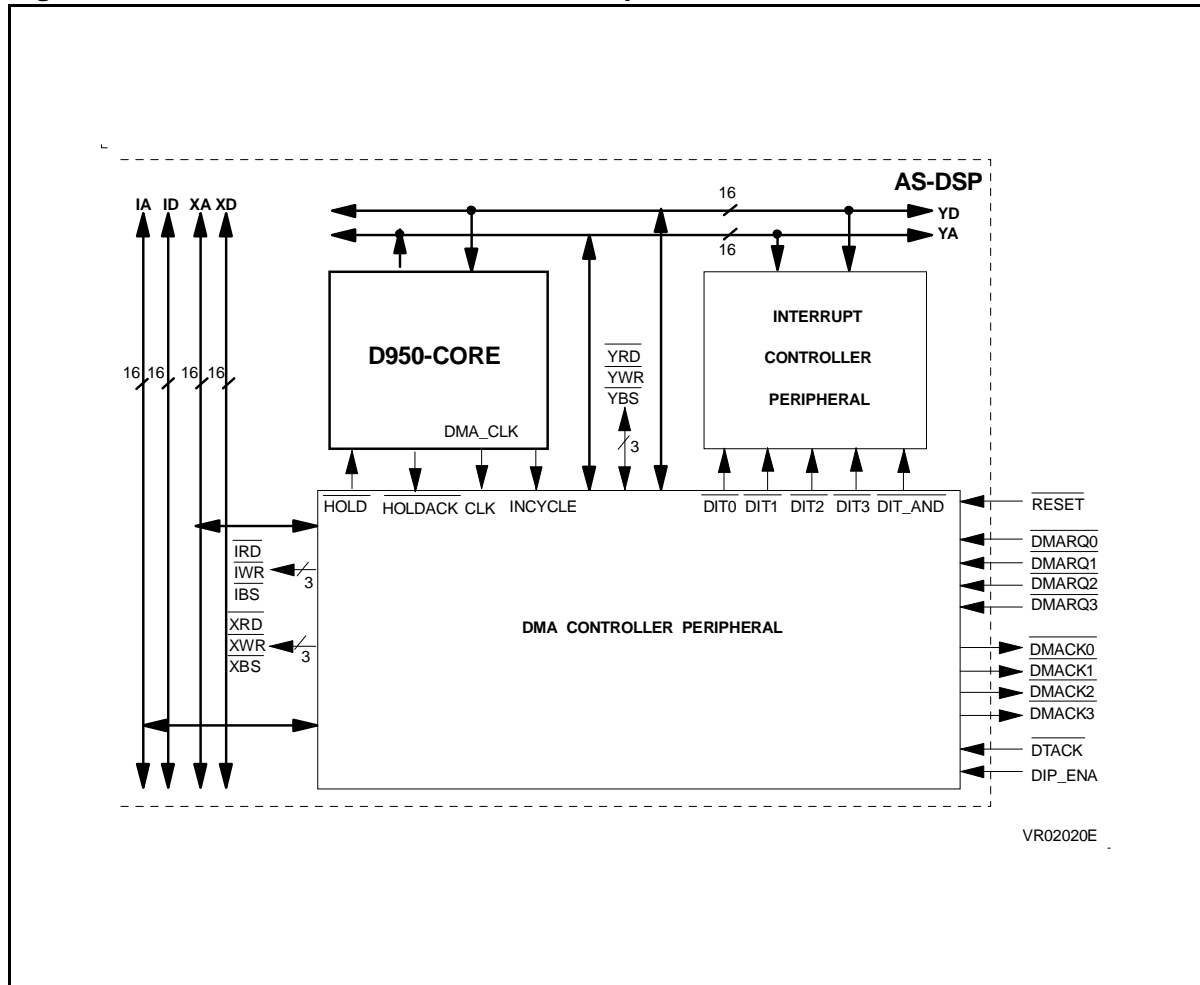 AS-DSP
IA ID XA XD
16
YD
YA
16
16 16 16 16
D950-CORE
DMA_CLK
INTERRUPT
CONTROLLER
PERIPHERAL
YRD
YWR
YBS
3
HOLD HOLDACK CLK INCYCLE
DIT0 DIT1 DIT2 DIT3 DIT_AND
RESET
DMARQ0
DMARQ1
DMARQ2
DMARQ3
IRD
IWR
IBS
3
XRD
XWR
XBS
3
DMA CONTROLLER PERIPHERAL
DMACK0
DMACK1
DMACK2
DMACK3
DTACK
DIP_ENA
VR02020E